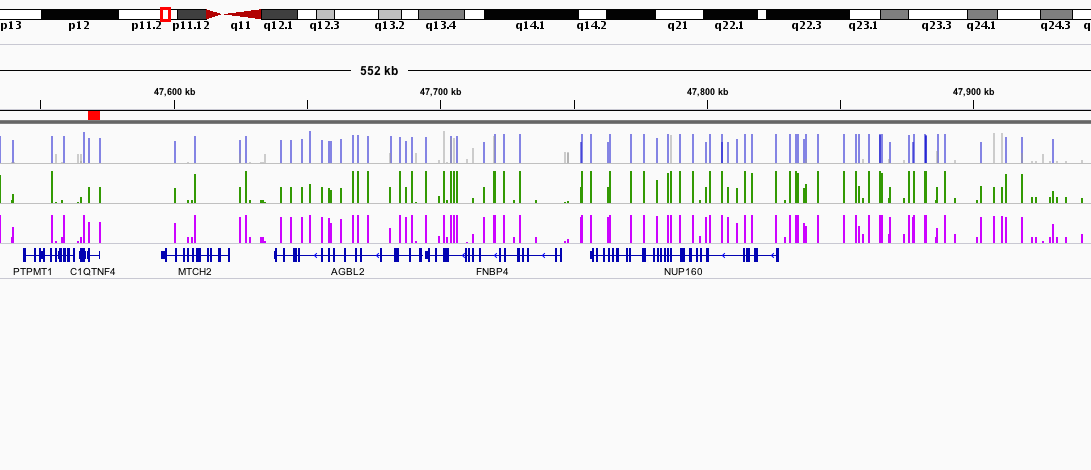 p13 p12 p11.2 p11.12 q11 q12.1 q12.3 q13.2 q13.4 q14.1 q14.2 q21 q22.1 q22.3 q23.1 q23.3 q24.1 q24.3 q
552 kb
47,600 kb 47,700 kb 47,800 kb 47,900 kb
PTPMT1 C1QTNF4 MTCH2 AGBL2 FNBP4 NUP160